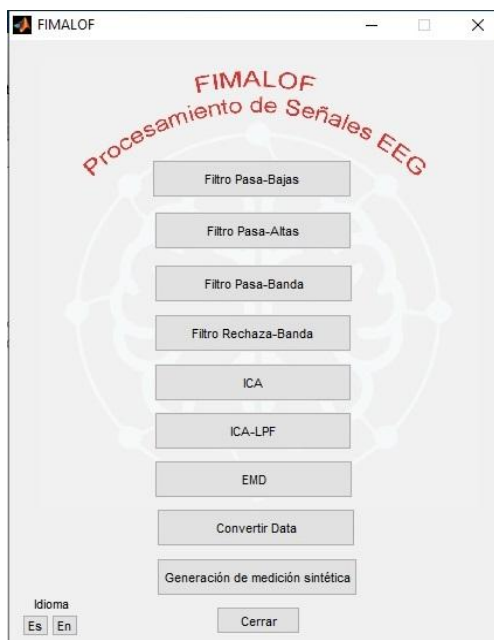 FIMALOF
FIMALOF
Procesamiento de Señales EEG
Filtro Pasa-Bajas
Filtro Pasa-Altas
Filtro Pasa-Banda
Filtro Rechaza-Banda
ICA
ICA-LPF
EMD
Convertir Data
Generación de medición sintética
Idioma
Es En
Cerrar